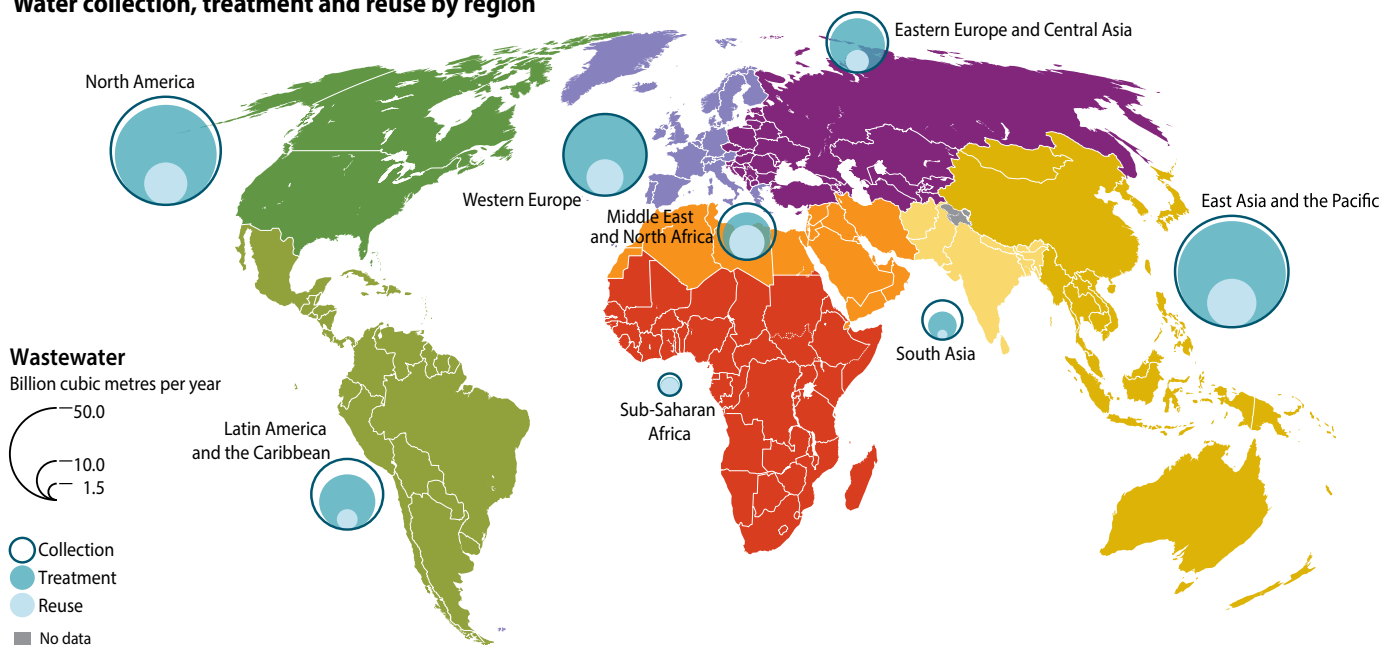 Water collection, treatment and reuse by region
Eastern Europe and Central Asia
North America
Western Europe
Middle East
and North Africa
East Asia and the Pacific
South Asia
Sub-Saharan
Africa
Latin America
and the Caribbean
Wastewater
Billion cubic metres per year
50.0
10.0
1.5
Collection
Treatment
Reuse
No data